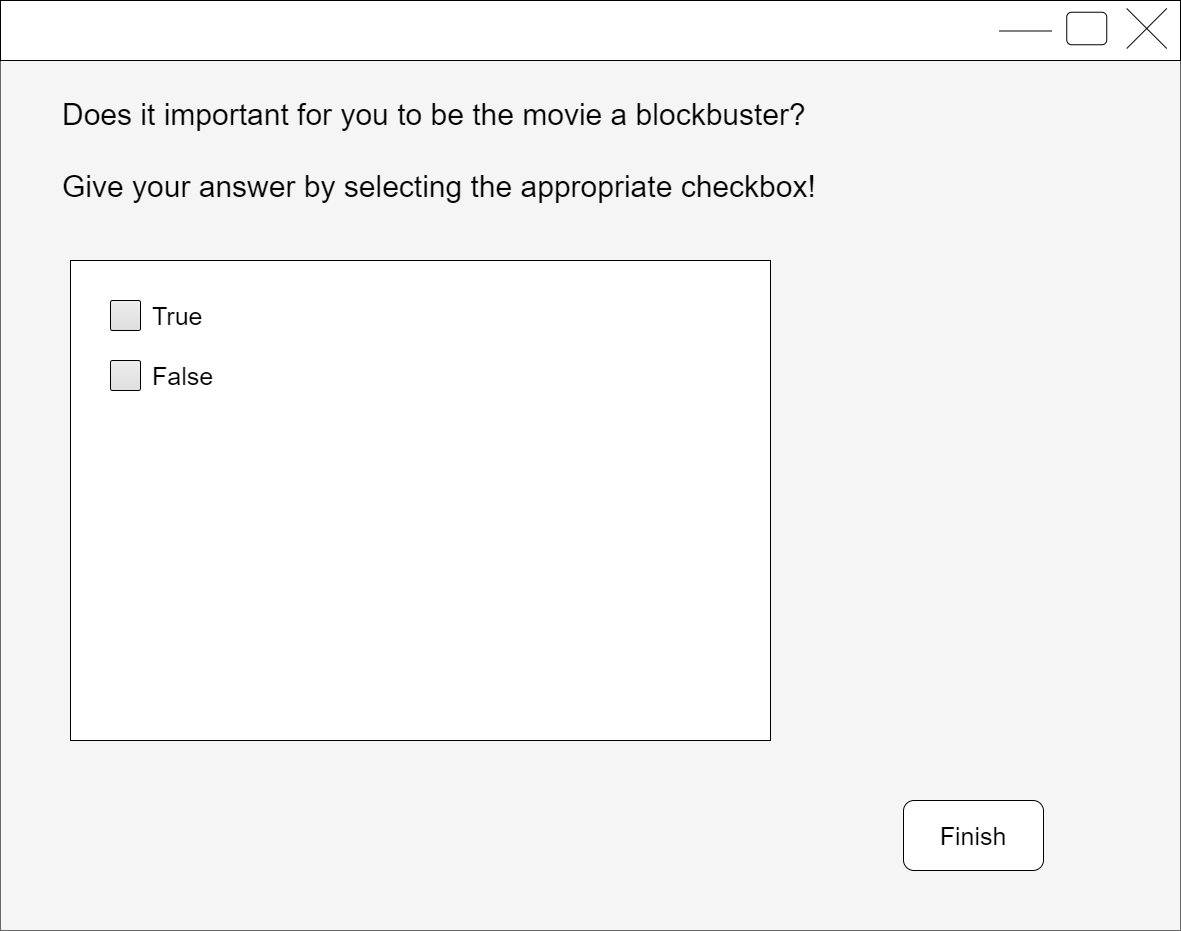 Does it important for you to be the movie a blockbuster?
Give your answer by selecting the appropriate checkbox!
True
False
Finish